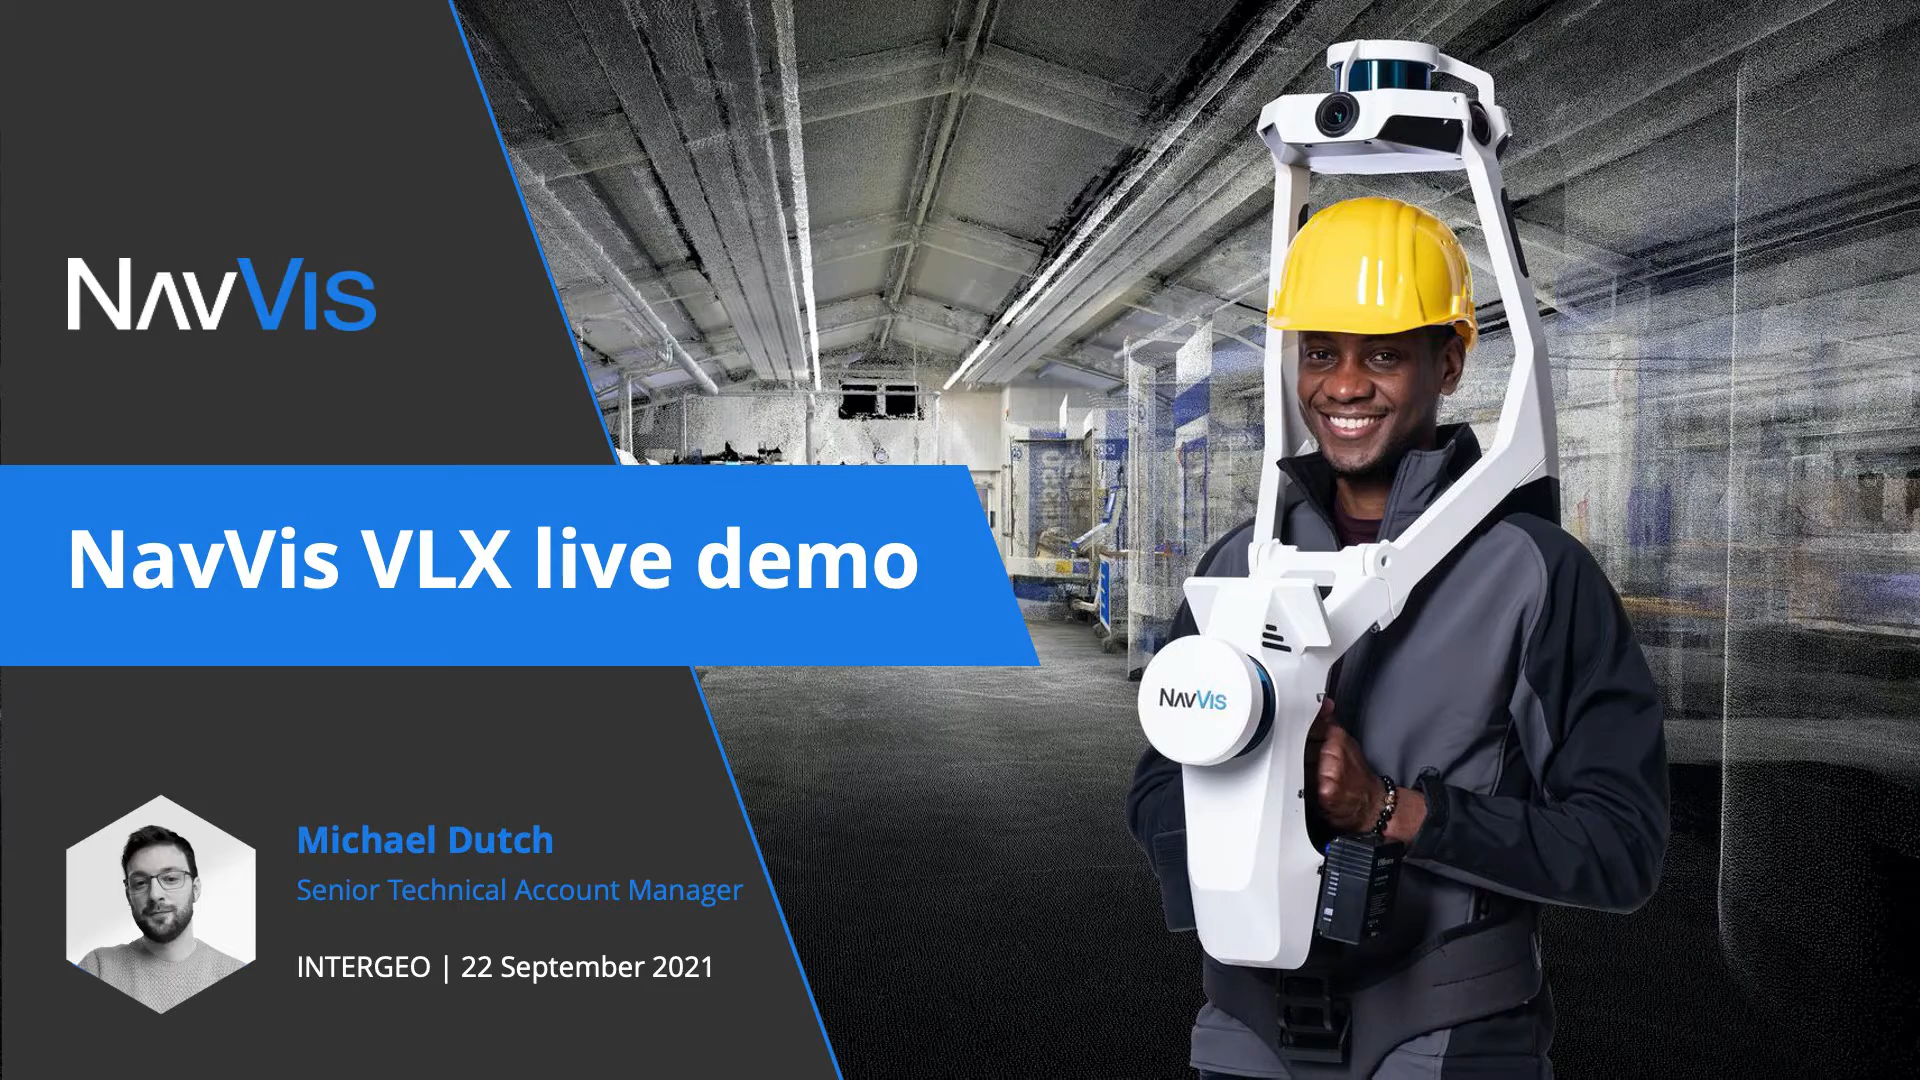 NavVis
NavVis VLX live demo
NavVis
Michael Dutch
Senior Technical Account Manager
INTERGEO | 22 September 2021